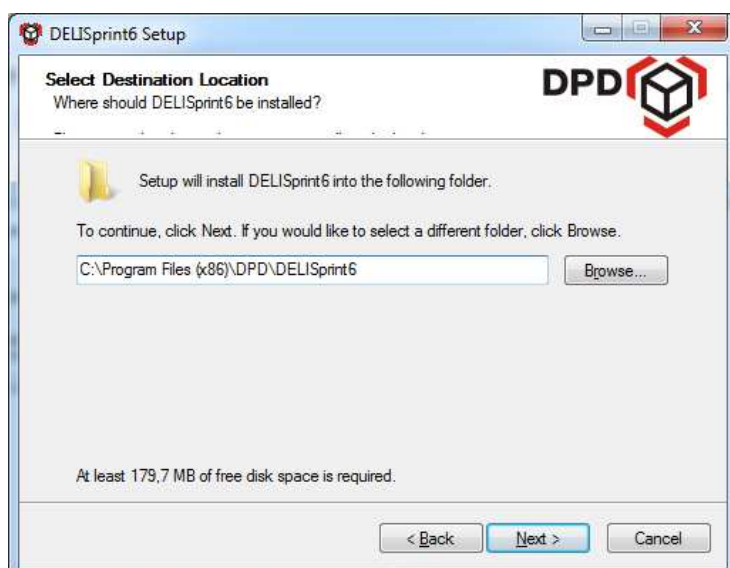 DELISprint6 Setup
Select Destination Location
Where should DELISprint6 be installed?
DPD
Setup will install DELISprint6 into the following folder.
To continue, click Next. If you would like to select a different folder, click Browse.
C:\Program Files (x86)\DPD\DELISprint6
Browse...
At least 179,7 MB of free disk space is required.
< Back
Next >
Cancel